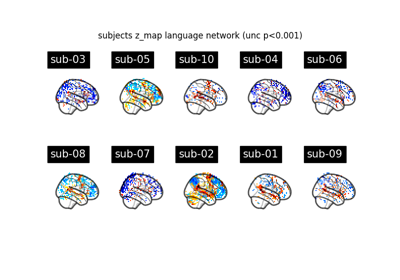 subjects z_map language network (unc p<0.001)
sub-03 sub-05 sub-10 sub-04 sub-06
sub-08 sub-07 sub-02 sub-01 sub-09